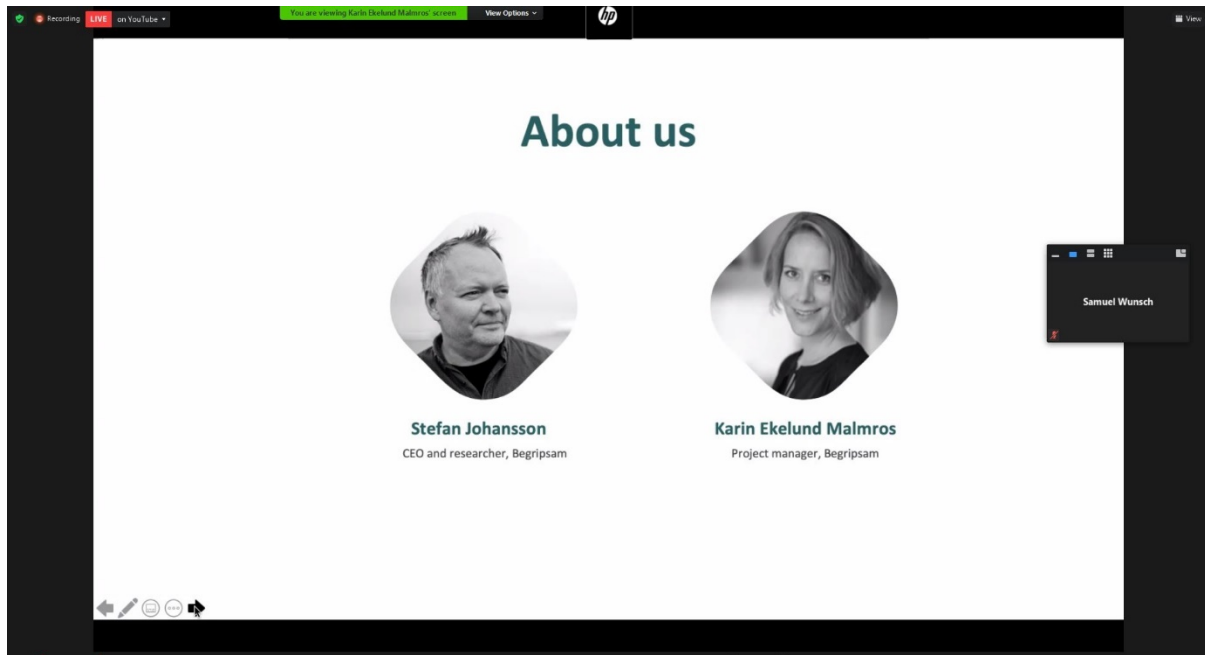 Recording LIVE on YouTube
You are viewing Karin Ekelund Malmros' screen View Options
hp
View
About us
Samuel Wunsch
Stefan Johansson
CEO and researcher, Begripsam
Karin Ekelund Malmros
Project manager, Begripsam